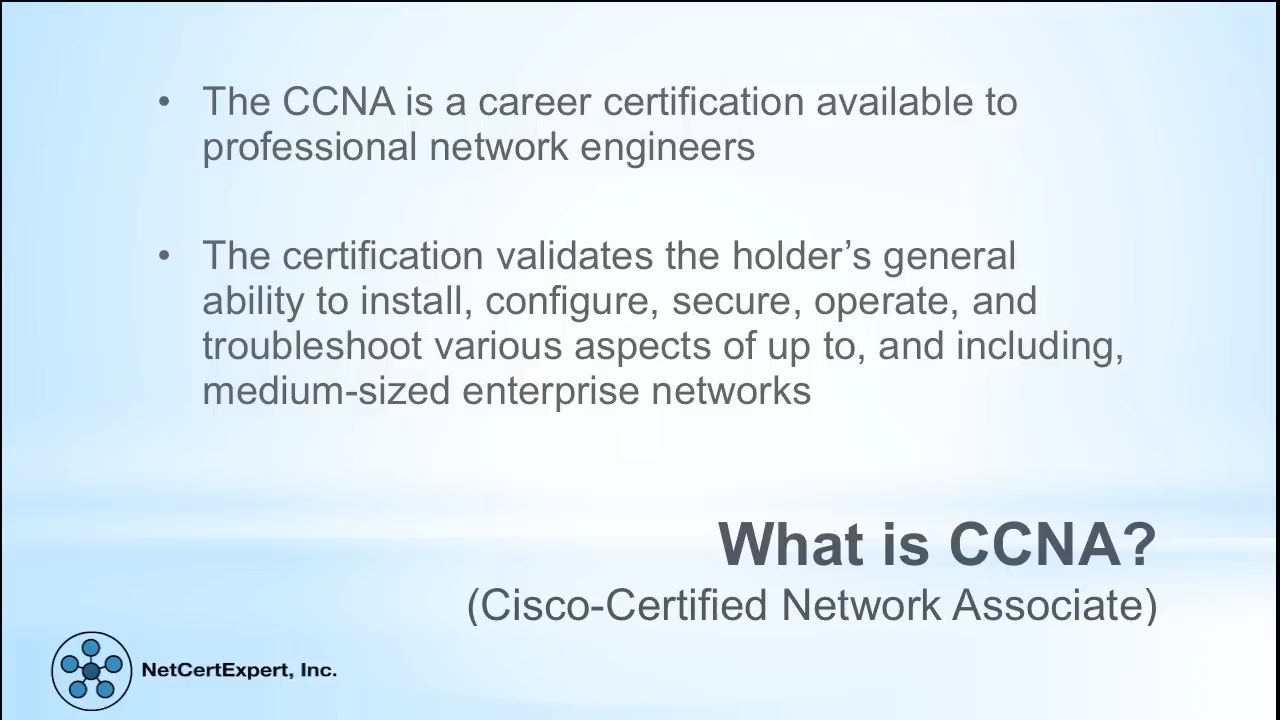 • The CCNA is a career certification available to
professional network engineers
• The certification validates the holder’s general
ability to install, configure, secure, operate, and
troubleshoot various aspects of up to, and including,
medium-sized enterprise networks
What is CCNA?
(Cisco-Certified Network Associate)
NetCertExpert, Inc.